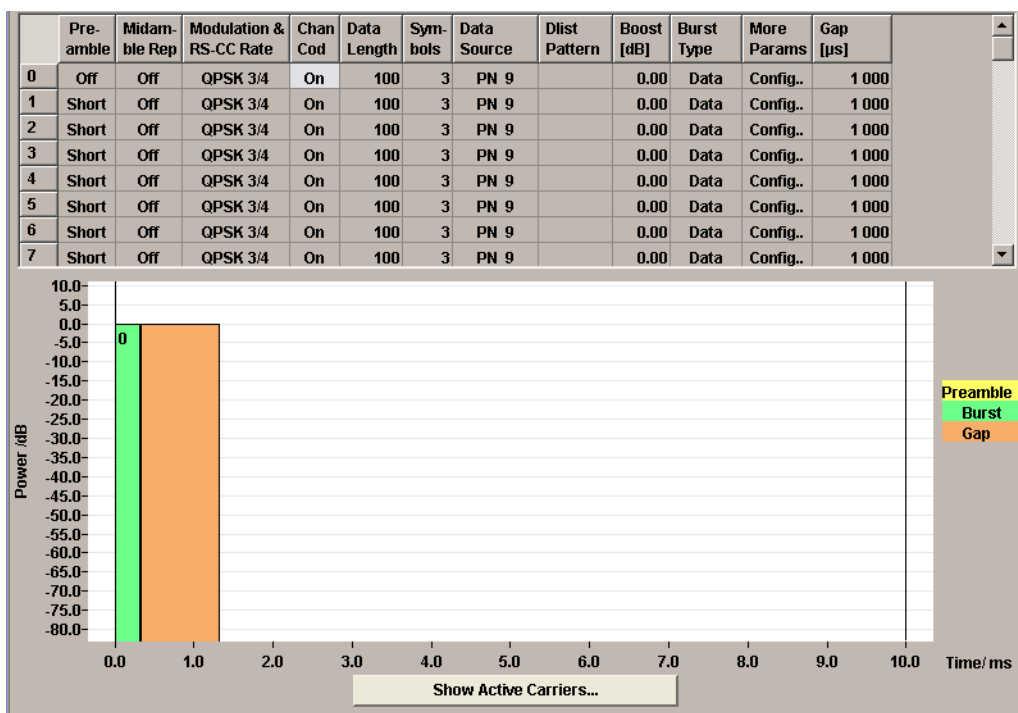 Pre- Midam- Modulation & Chan Data Sym- Data Dlist Boost Burst More Gap
amble ble Rep RS-CC Rate Cod Length bols Source Pattern [dB] Type Params [µs]
0 Off Off QPSK 3/4 On 100 3 PN 9 0.00 Data Config.. 1 000
1 Short Off QPSK 3/4 On 100 3 PN 9 0.00 Data Config.. 1 000
2 Short Off QPSK 3/4 On 100 3 PN 9 0.00 Data Config.. 1 000
3 Short Off QPSK 3/4 On 100 3 PN 9 0.00 Data Config.. 1 000
4 Short Off QPSK 3/4 On 100 3 PN 9 0.00 Data Config.. 1 000
5 Short Off QPSK 3/4 On 100 3 PN 9 0.00 Data Config.. 1 000
6 Short Off QPSK 3/4 On 100 3 PN 9 0.00 Data Config.. 1 000
7 Short Off QPSK 3/4 On 100 3 PN 9 0.00 Data Config.. 1 000
10.0
5.0
0.0
-5.0
-10.0
-15.0
-20.0
-25.0
-30.0
-35.0
-40.0
-45.0
-50.0
-55.0
-60.0
-65.0
-70.0
-75.0
-80.0
Power /dB
0
Preamble
Burst
Gap
0.0 1.0 2.0 3.0 4.0 5.0 6.0 7.0 8.0 9.0 10.0 Time/ ms
Show Active Carriers...